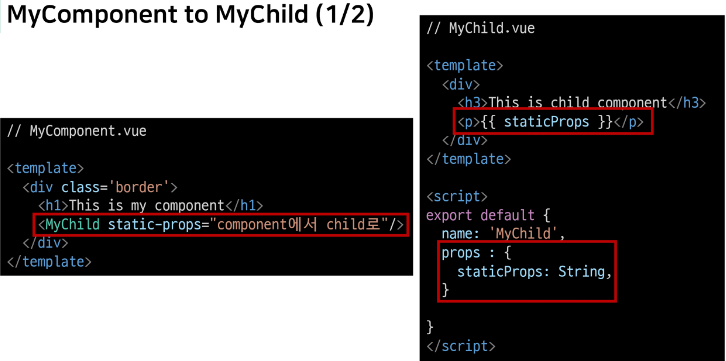 MyComponent to MyChild (1/2)
// MyComponent.vue
<template>
<div class='border'>
<h1>This is my component</h1>
<MyChild static-props="component에서 child로"/>
</div>
</template>
// MyChild.vue
<template>
<div>
<h3>This is child component</h3>
<p>{{ staticProps }}</p>
</div>
</template>
<script>
export default {
name: 'MyChild',
props : {
staticProps: String,
}
}
</script>